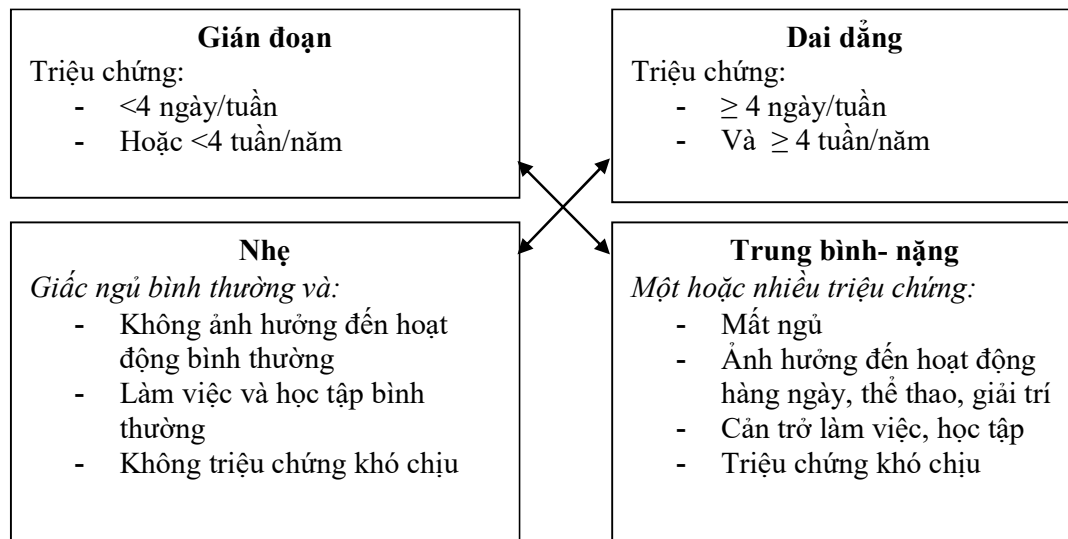 Gián đoạn
Triệu chứng:
- <4 ngày/tuần
- Hoặc <4 tuần/năm
Dai dẳng
Triệu chứng:
- ≥ 4 ngày/tuần
- Và ≥ 4 tuần/năm
Nhẹ
Giấc ngủ bình thường và:
- Không ảnh hưởng đến hoạt
động bình thường
- Làm việc và học tập bình
thường
- Không triệu chứng khó chịu
Trung bình- nặng
Một hoặc nhiều triệu chứng:
- Mất ngủ
- Ảnh hưởng đến hoạt động
hàng ngày, thể thao, giải trí
- Cản trở làm việc, học tập
- Triệu chứng khó chịu